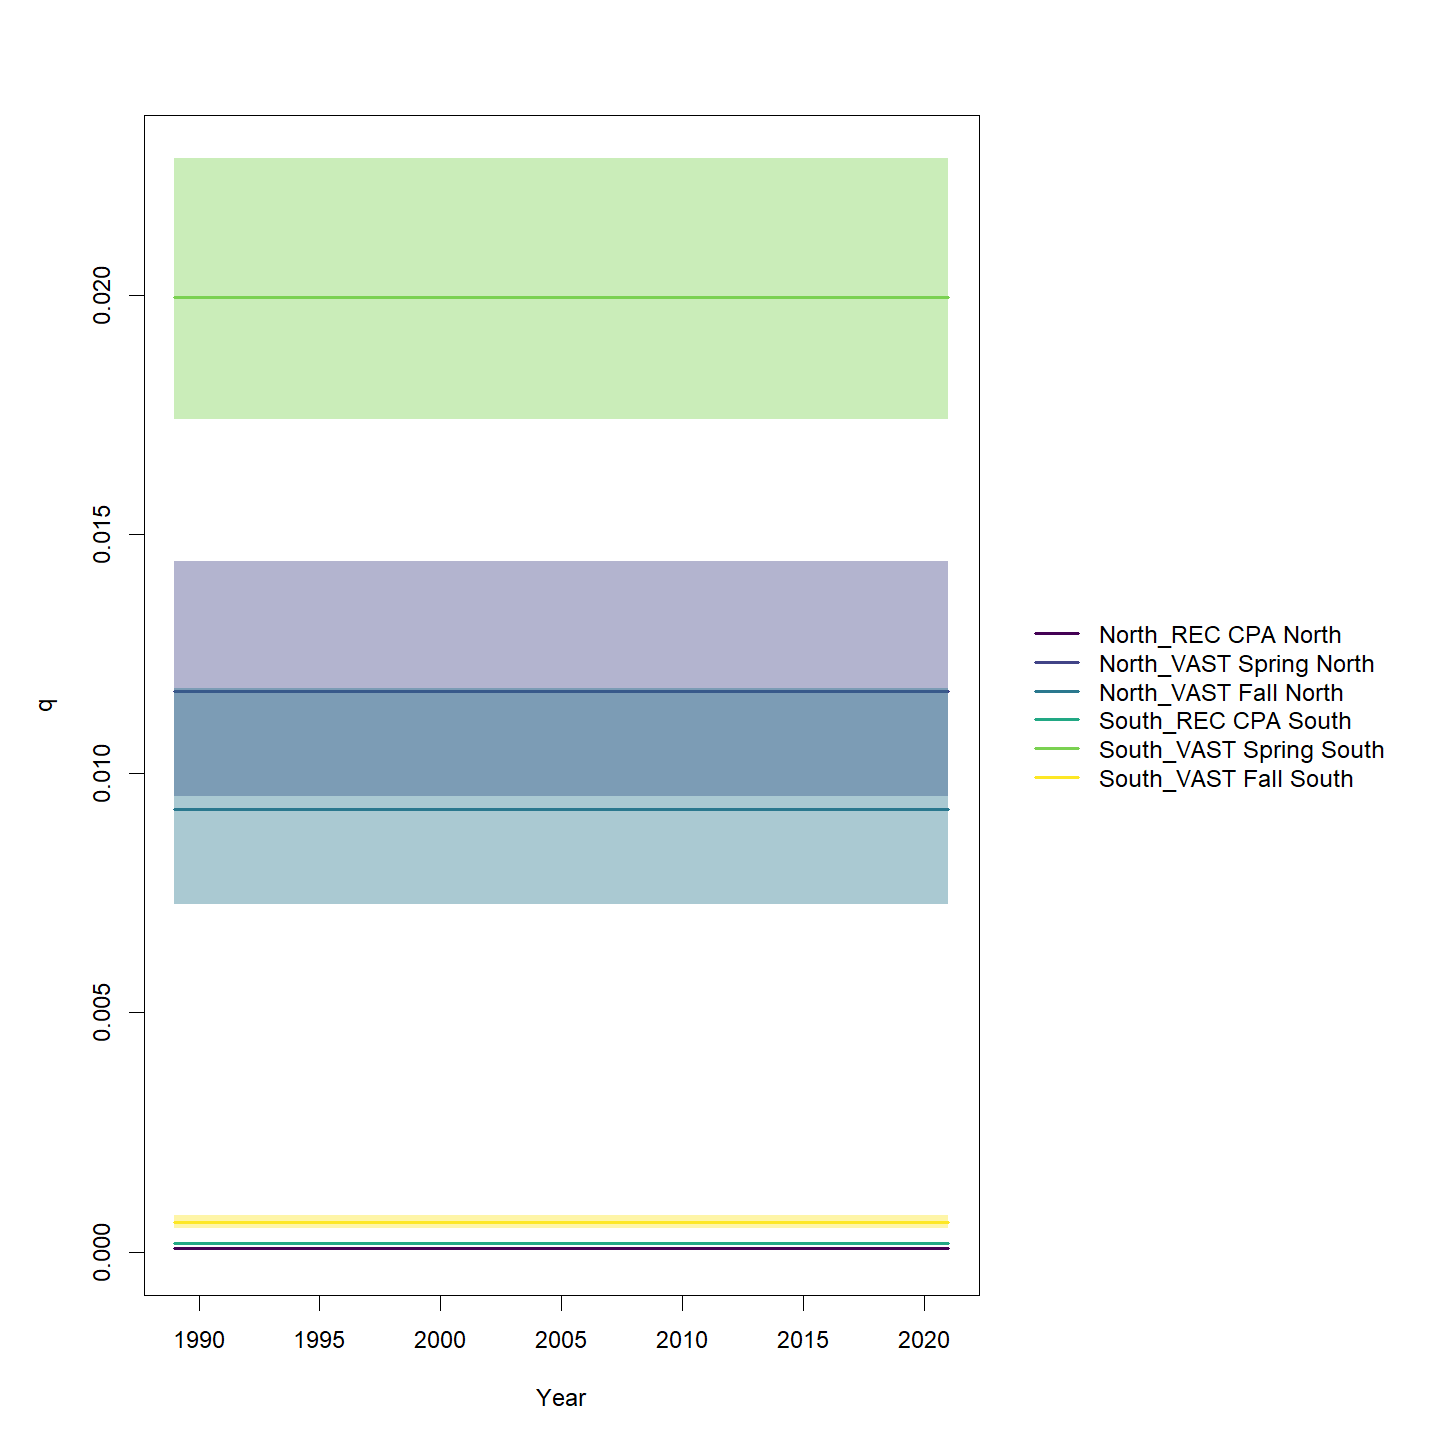 0.020
0.015
0.010
0.005
0.000
q
1990 1995 2000 2005 2010 2015 2020
Year
North_REC CPA North
North_VAST Spring North
North_VAST Fall North
South_REC CPA South
South_VAST Spring South
South_VAST Fall South